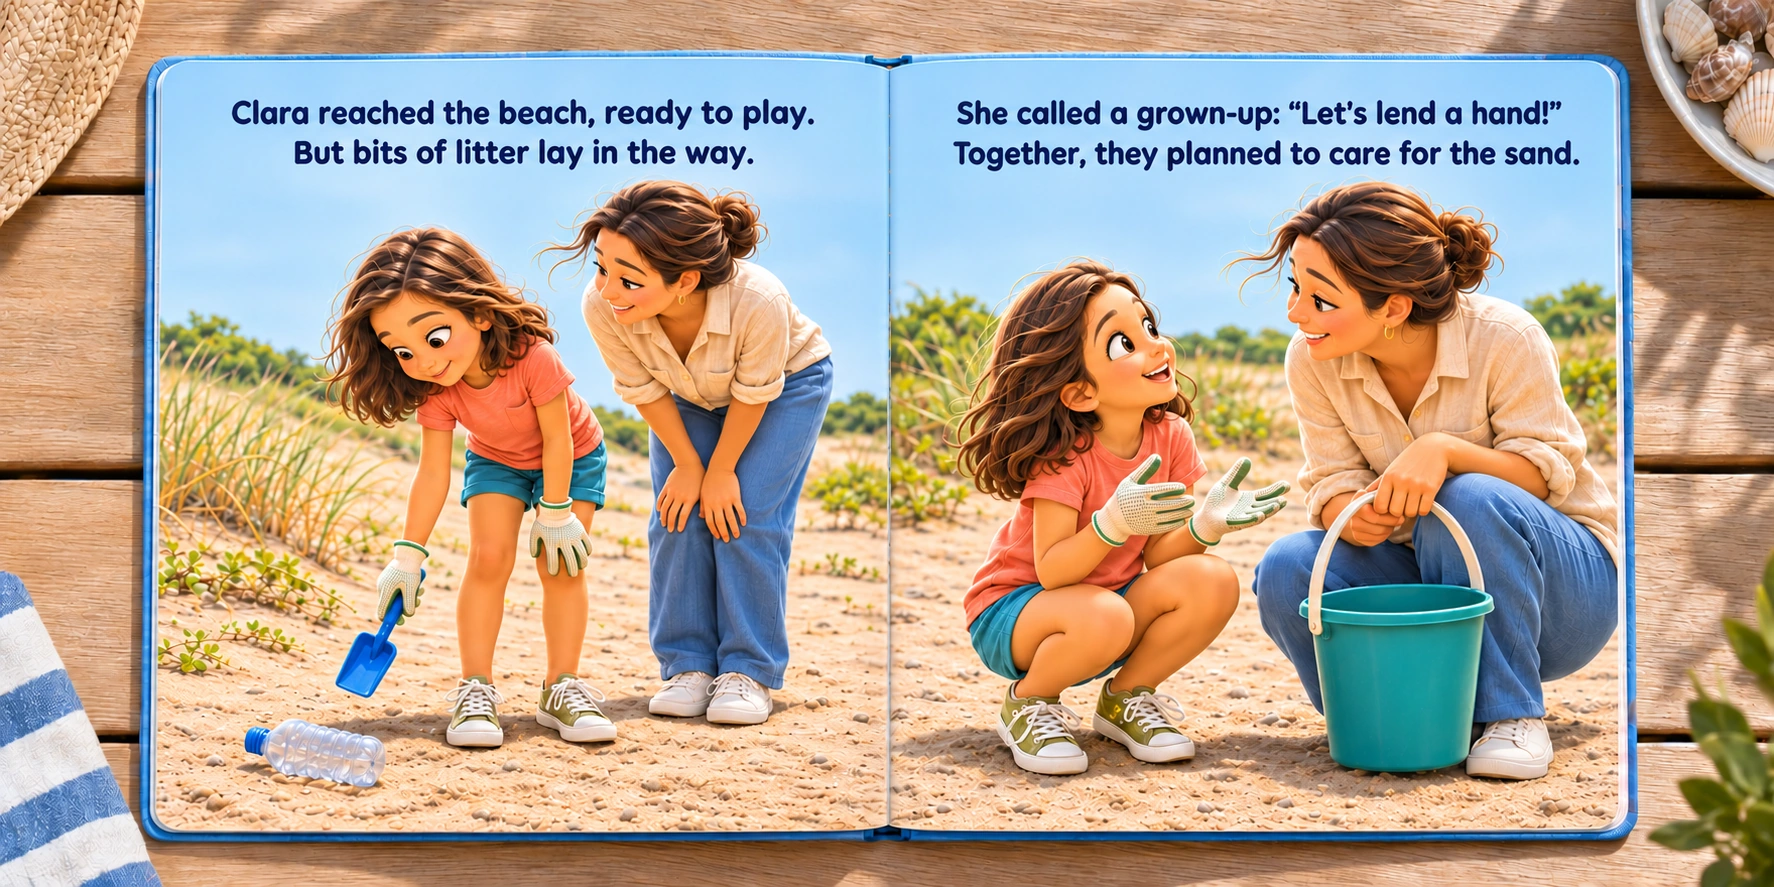 Clara reached the beach, ready to play.
But bits of litter lay in the way.
She called a grown-up: “Let’s lend a hand!”
Together, they planned to care for the sand.